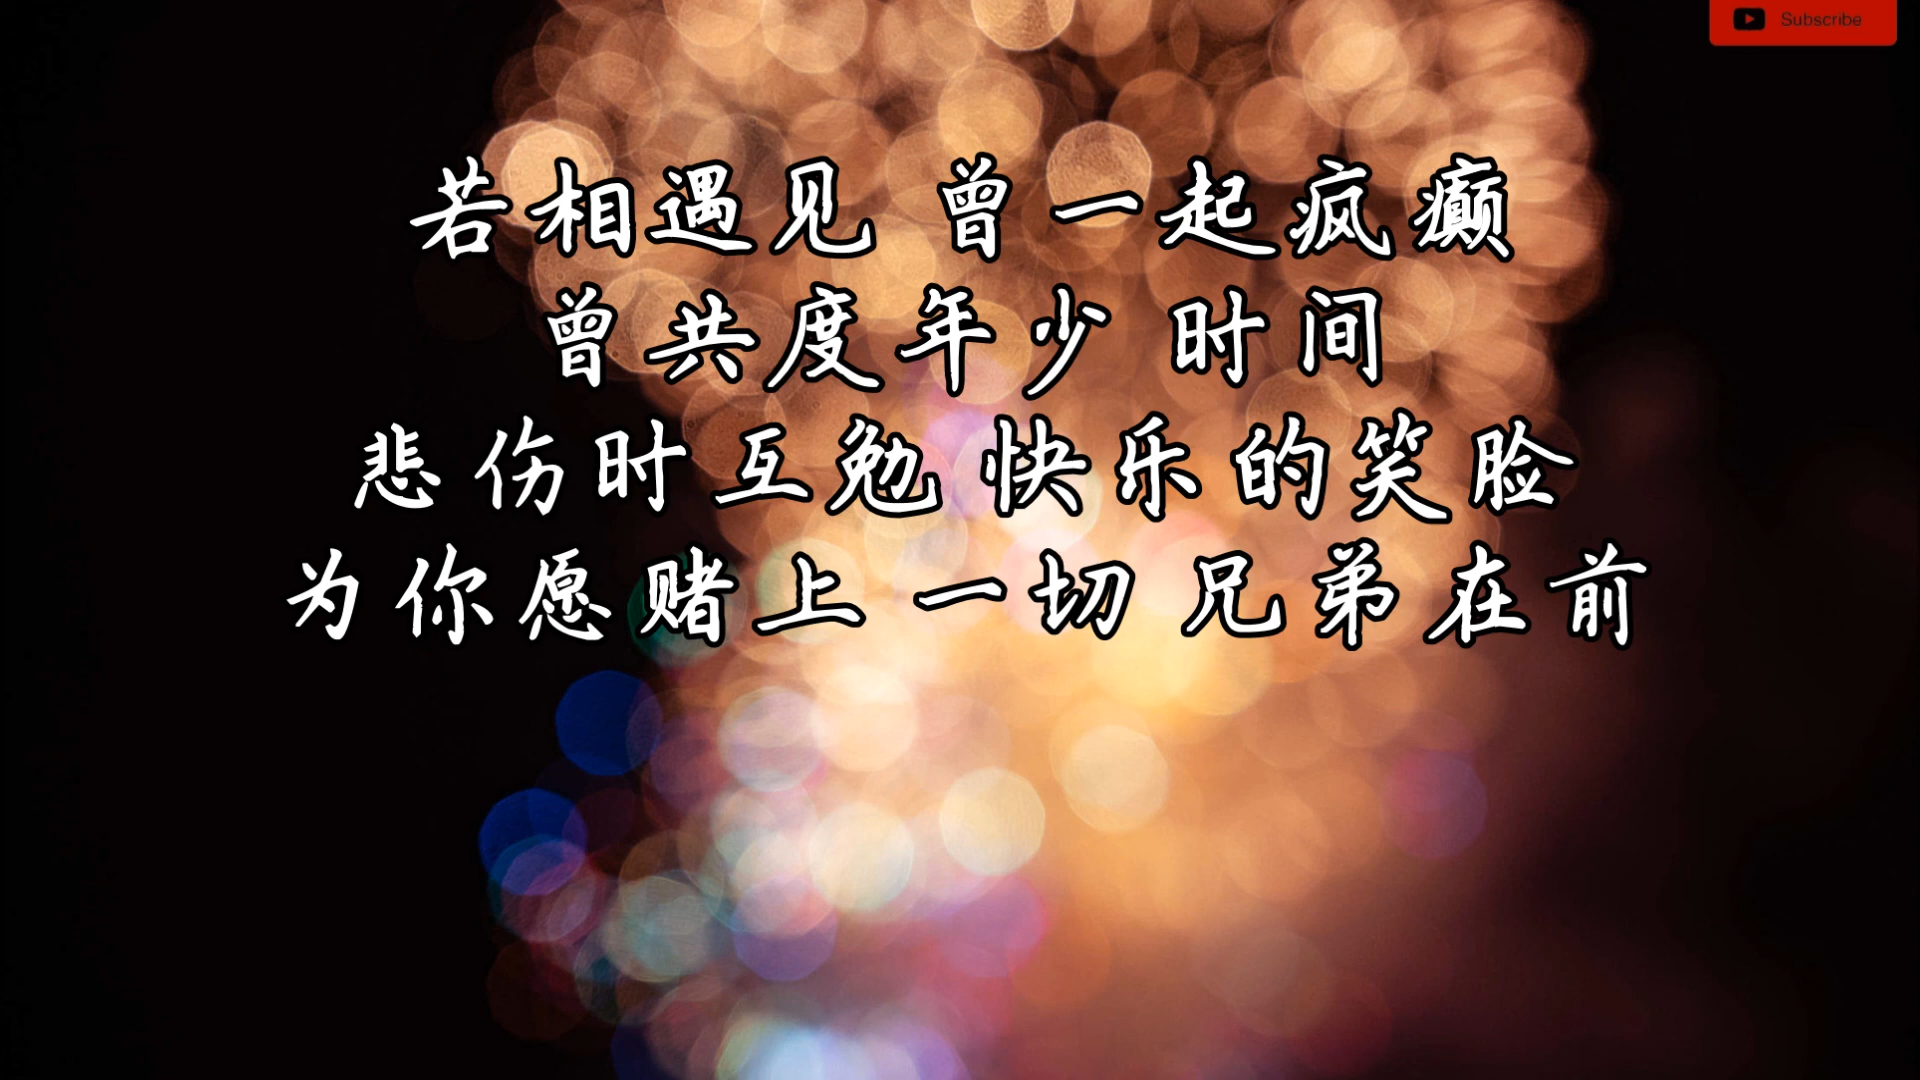 Subscribe
若相遇见 曾一起疯癫
曾共度年少 时间
悲伤时互勉 快乐的笑脸
为你愿赌上一切 兄弟在前